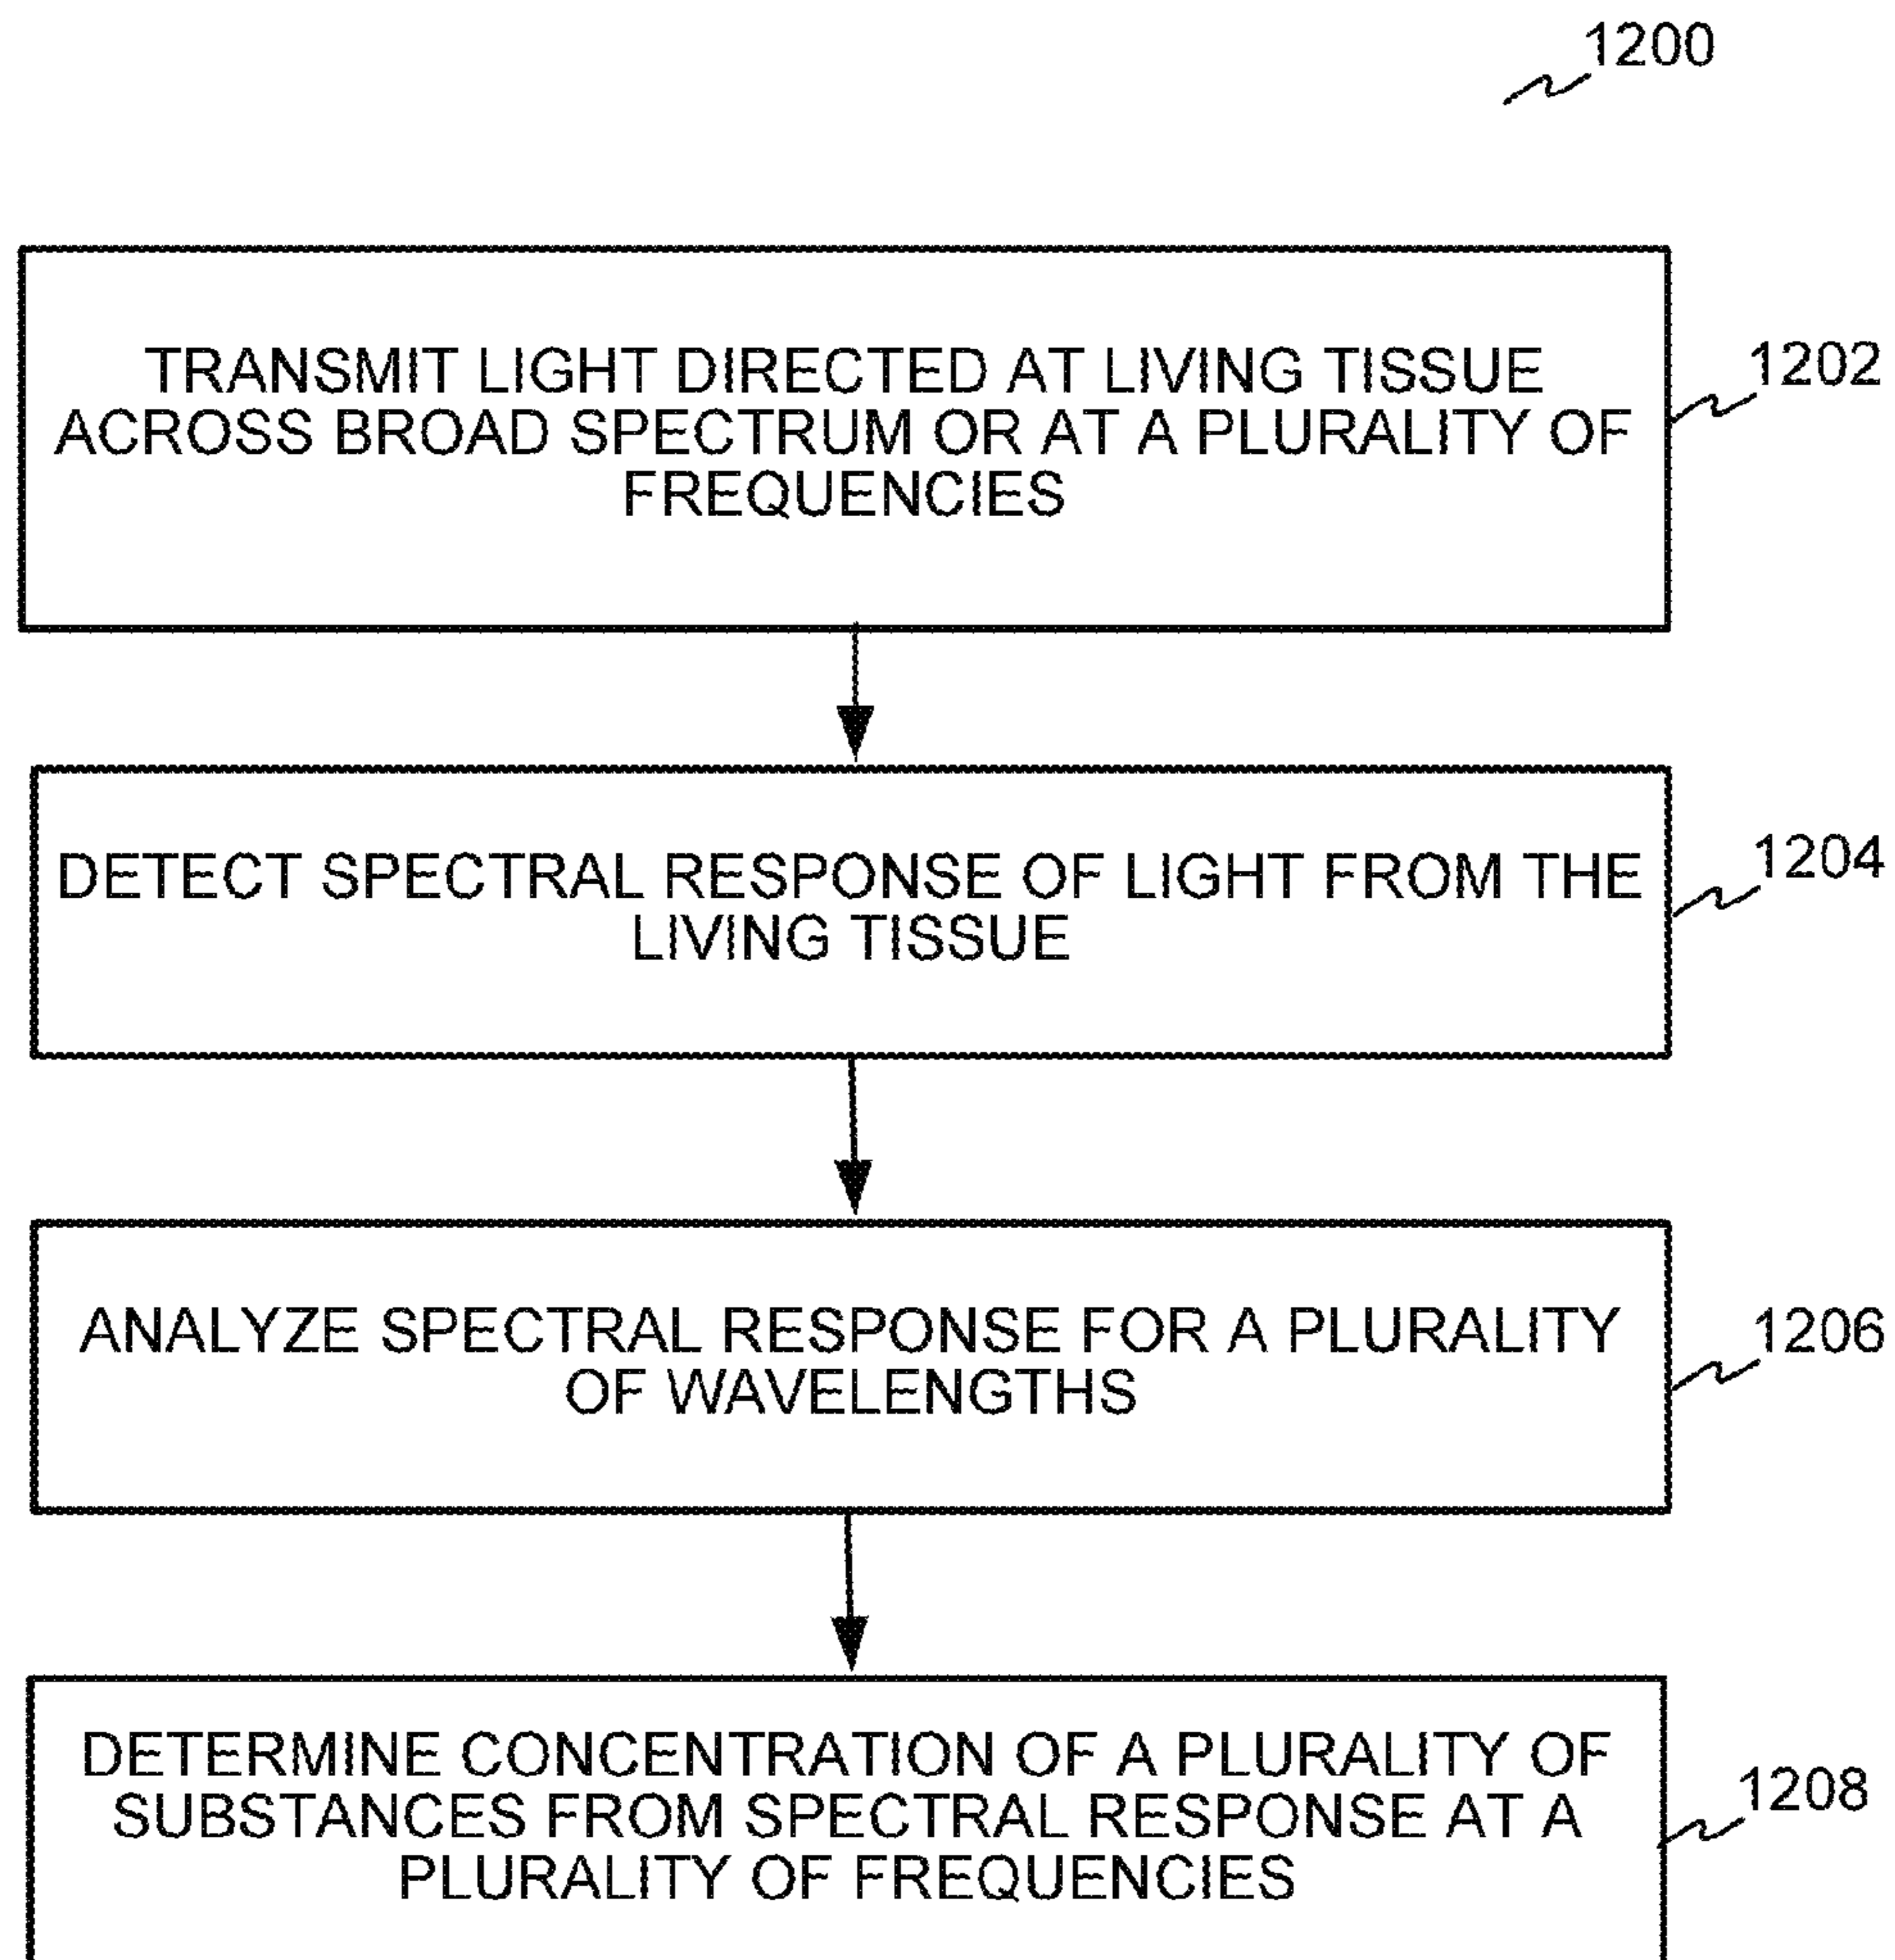 1200
TRANSMIT LIGHT DIRECTED AT LIVING TISSUE
ACROSS BROAD SPECTRUM OR AT A PLURALITY OF
FREQUENCIES
1202
DETECT SPECTRAL RESPONSE OF LIGHT FROM THE
LIVING TISSUE
1204
ANALYZE SPECTRAL RESPONSE FOR A PLURALITY
OF WAVELENGTHS
1206
DETERMINE CONCENTRATION OF A PLURALITY OF
SUBSTANCES FROM SPECTRAL RESPONSE AT A
PLURALITY OF FREQUENCIES
1208